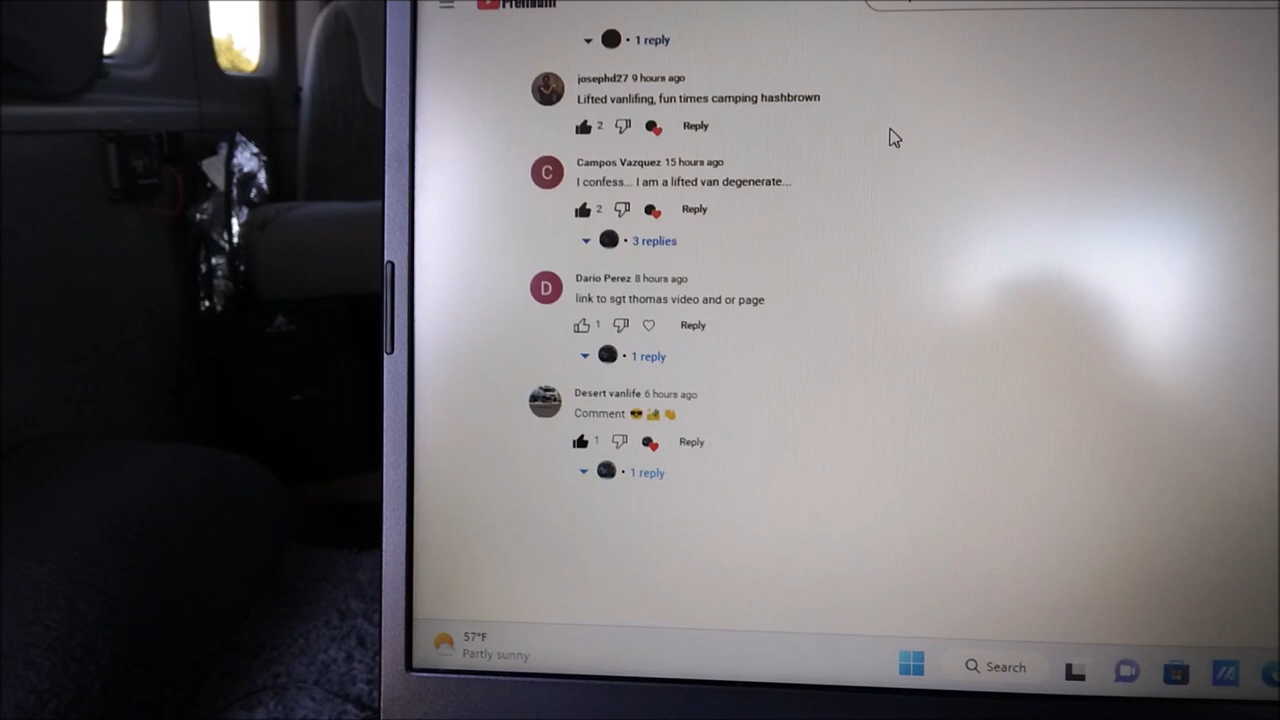 Premium
1 reply
josephd27 9 hours ago
Lifted vanlifing, fun times camping hashbrown
2 Reply
C
Campos Vazquez 15 hours ago
I confess... I am a lifted van degenerate...
2 Reply
3 replies
D
Dario Perez 8 hours ago
link to sgt thomas video and or page
1 Reply
1 reply
Desert vanlife 6 hours ago
Comment 😎🏜️👏
1 Reply
1 reply
57°F
Partly sunny
Search